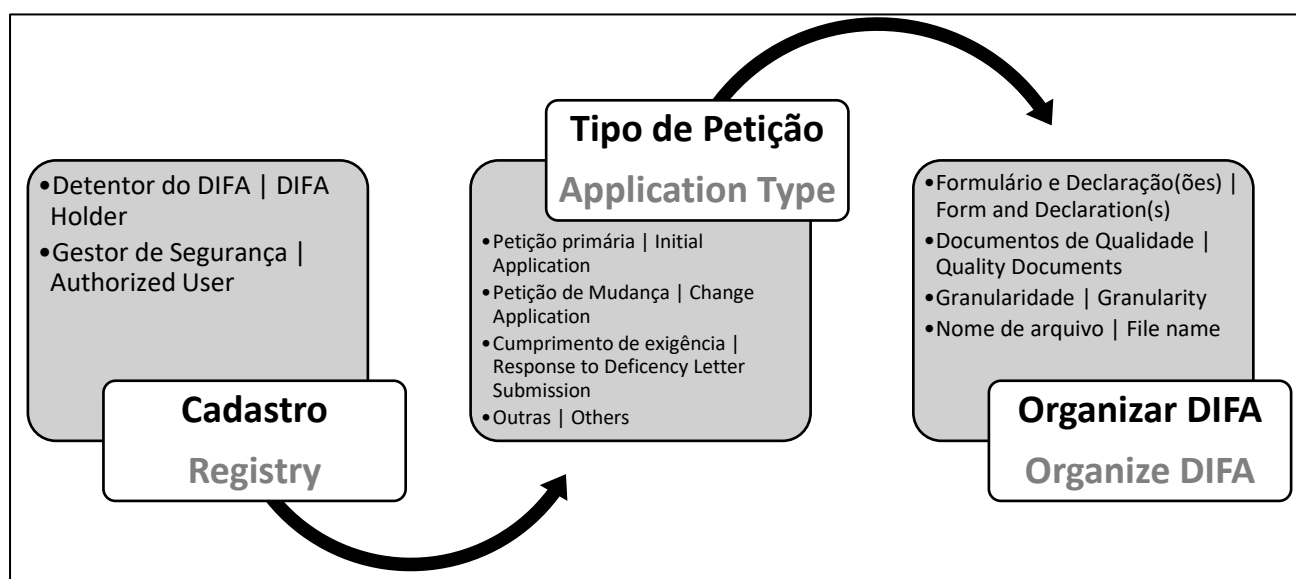 •Detentor do DIFA | DIFA
Holder
•Gestor de Segurança |
Authorized User
Cadastro
Registry
Tipo de Petição
Application Type
•Petição primária | Initial
Application
•Petição de Mudança | Change
Application
•Cumprimento de exigência |
Response to Deficency Letter
Submission
•Outras | Others
•Formulário e Declaração(ões) |
Form and Declaration(s)
•Documentos de Qualidade |
Quality Documents
•Granularidade | Granularity
•Nome de arquivo | File name
Organizar DIFA
Organize DIFA